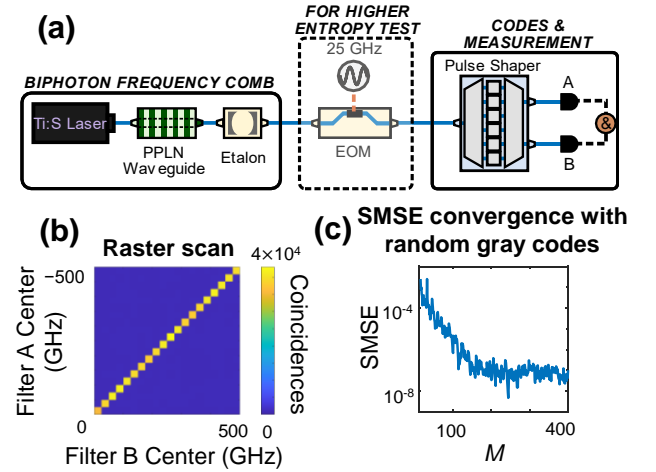 (a)
FOR HIGHER
ENTROPY TEST
25 GHz
EOM
CODES &
MEASUREMENT
Pulse Shaper
A
&
B
BIPHOTON FREQUENCY COMB
Ti:S Laser
PPLN
Waveguide
Etalon
(b)
Raster scan
4×10⁴
−500
Filter A Center
(GHz)
0
500
Filter B Center (GHz)
0
Coincidences
(c)
SMSE convergence with
random gray codes
SMSE
10⁻⁴
10⁻⁸
100
400
M